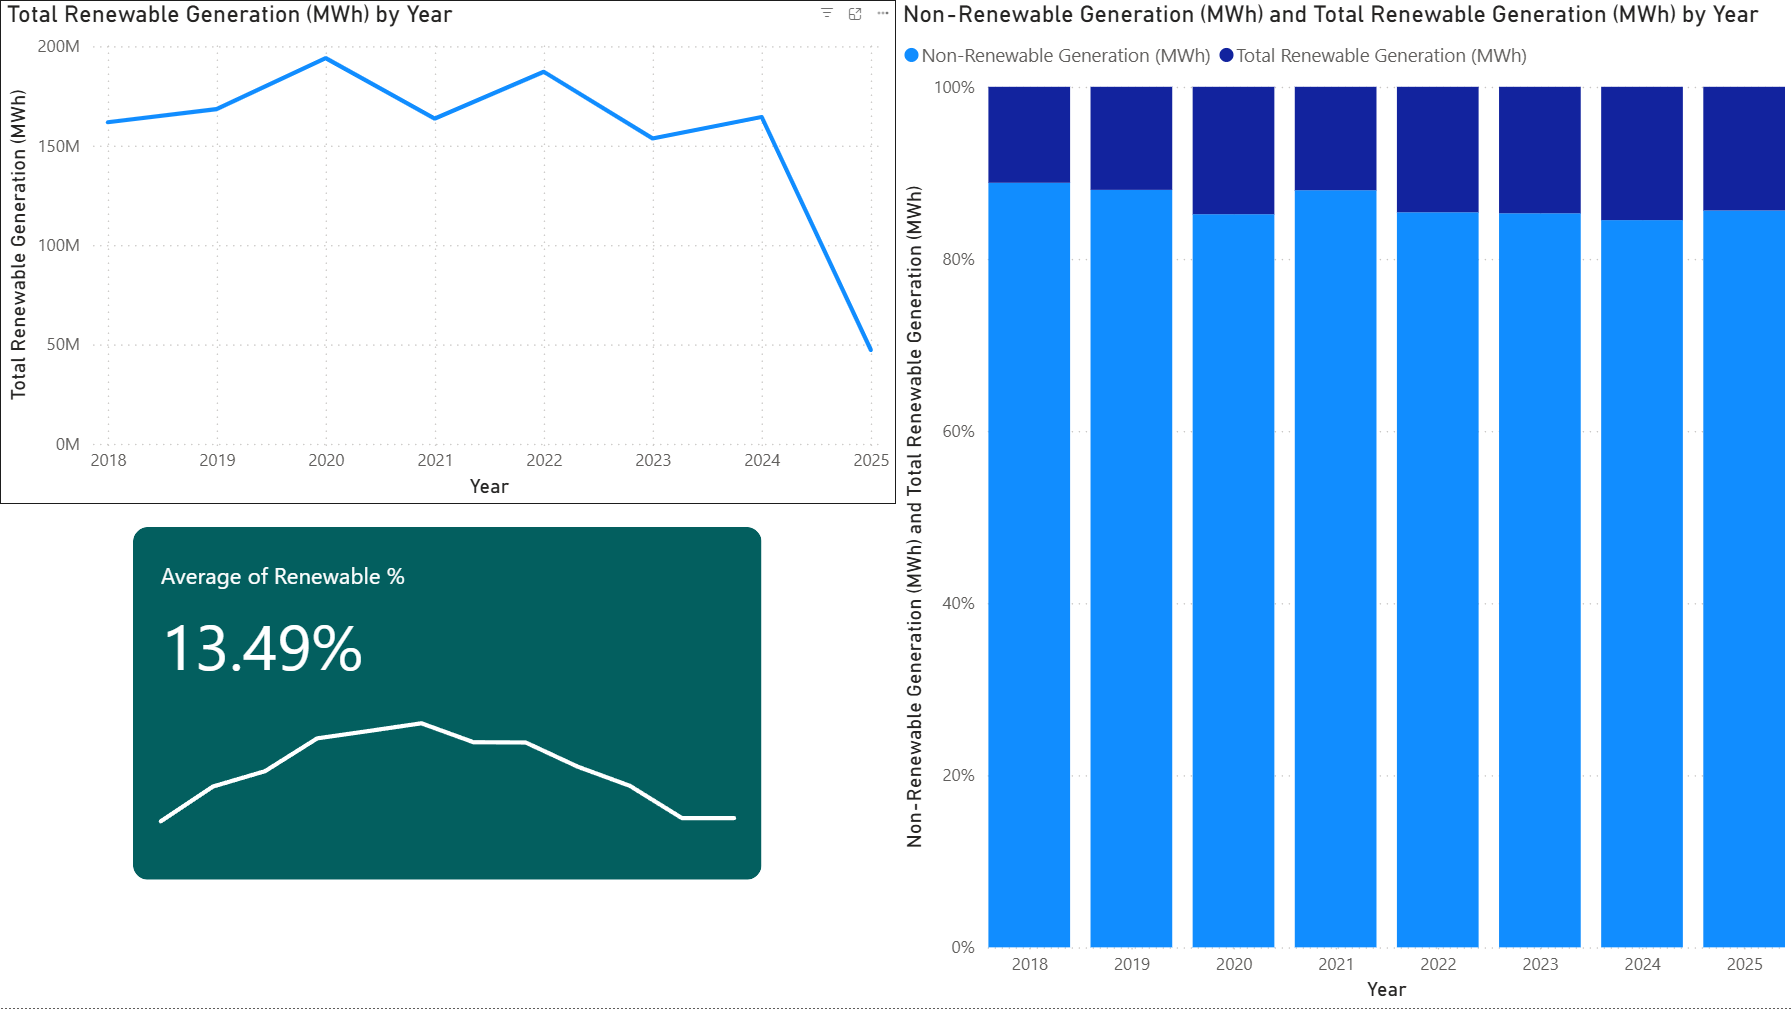 Total Renewable Generation (MWh) by Year
Total Renewable Generation (MWh)
200M
150M
100M
50M
0M
2018 2019 2020 2021 2022 2023 2024 2025
Year
Average of Renewable %
13.49%
Non-Renewable Generation (MWh) and Total Renewable Generation (MWh) by Year
Non-Renewable Generation (MWh) Total Renewable Generation (MWh)
Non-Renewable Generation (MWh) and Total Renewable Generation (MWh)
100%
80%
60%
40%
20%
0%
2018 2019 2020 2021 2022 2023 2024 2025
Year